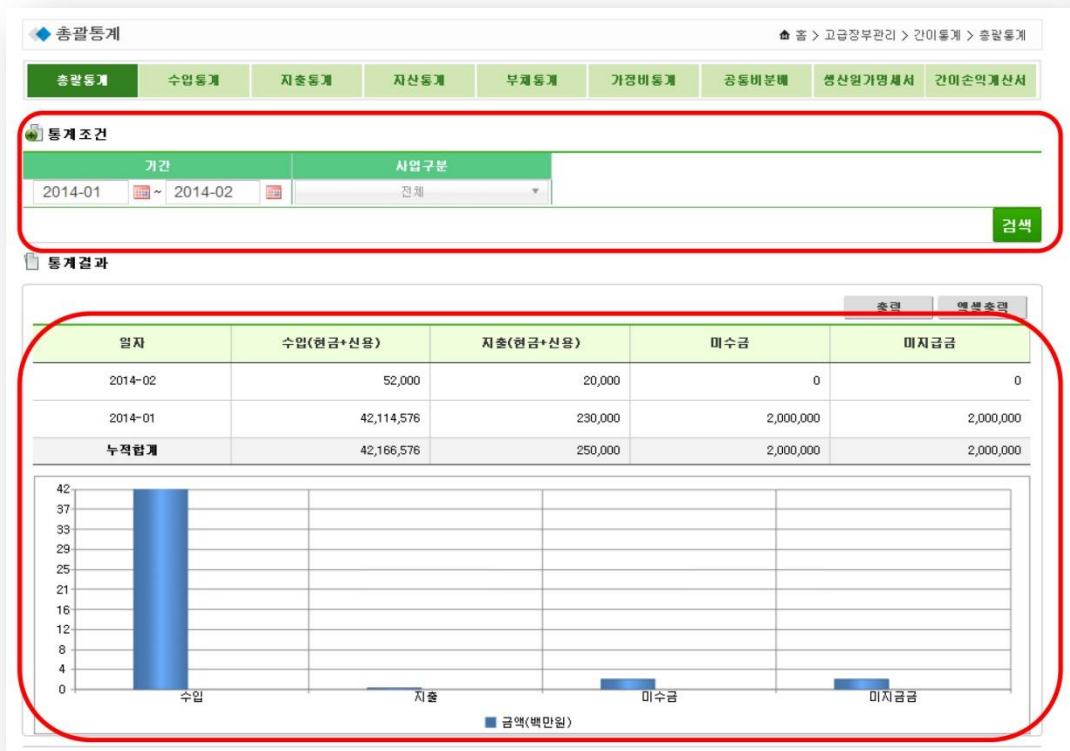 총괄통계
홈 > 고급장부관리 > 간이통계 > 총괄통계
총괄통계 수입통계 지출통계 자산통계 부채통계 가정비통계 공통비분배 생산원가명세서 간이손익계산서
통계조건
기간 사업구분
2014-01 ~ 2014-02 전체
검색
통계결과
출력 엑셀출력
일자 수입(현금+신용) 지출(현금+신용) 미수금 미지급금
2014-02 52,000 20,000 0 0
2014-01 42,114,576 230,000 2,000,000 2,000,000
누적합계 42,166,576 250,000 2,000,000 2,000,000
42
37
33
29
25
21
16
12
8
4
0
수입 지출 미수금 미지급금
금액(백만원)